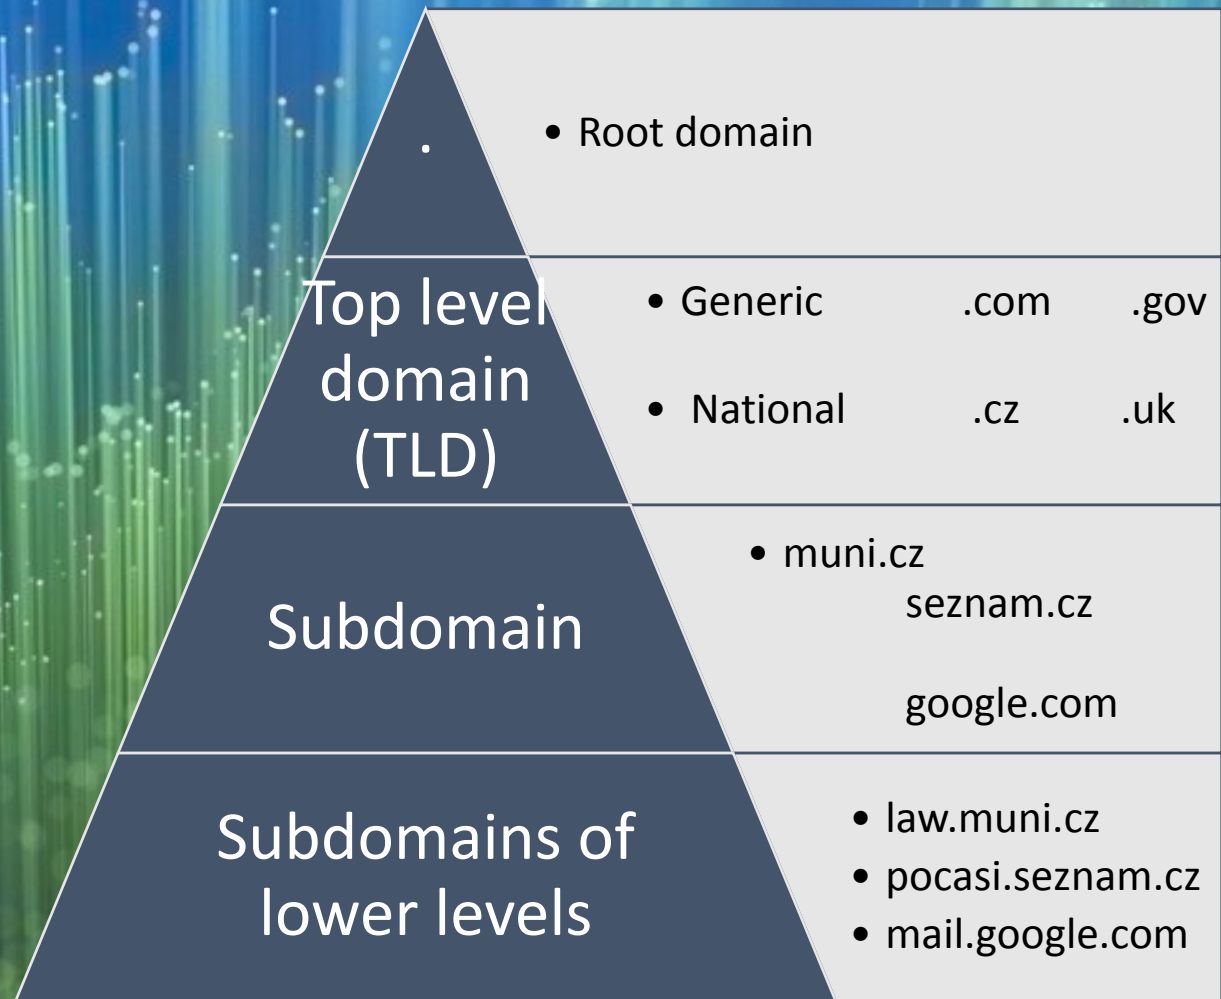 .
• Root domain
Top level
domain
(TLD)
• Generic .com .gov
• National .cz .uk
Subdomain
• muni.cz
seznam.cz
google.com
Subdomains of
lower levels
• law.muni.cz
• pocasi.seznam.cz
• mail.google.com